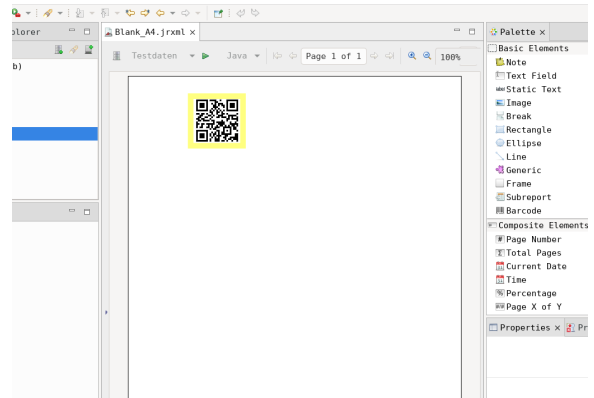 plorer
Blank_A4.jrxml
Palette
Basic Elements
b)
Testdaten
Java
Page 1 of 1
100%
Note
Text Field
label Static Text
Image
Break
Rectangle
Ellipse
Line
Generic
Frame
Subreport
Barcode
Composite Elements
# Page Number
Σ Total Pages
Current Date
Time
% Percentage
#/# Page X of Y
Properties
Pr